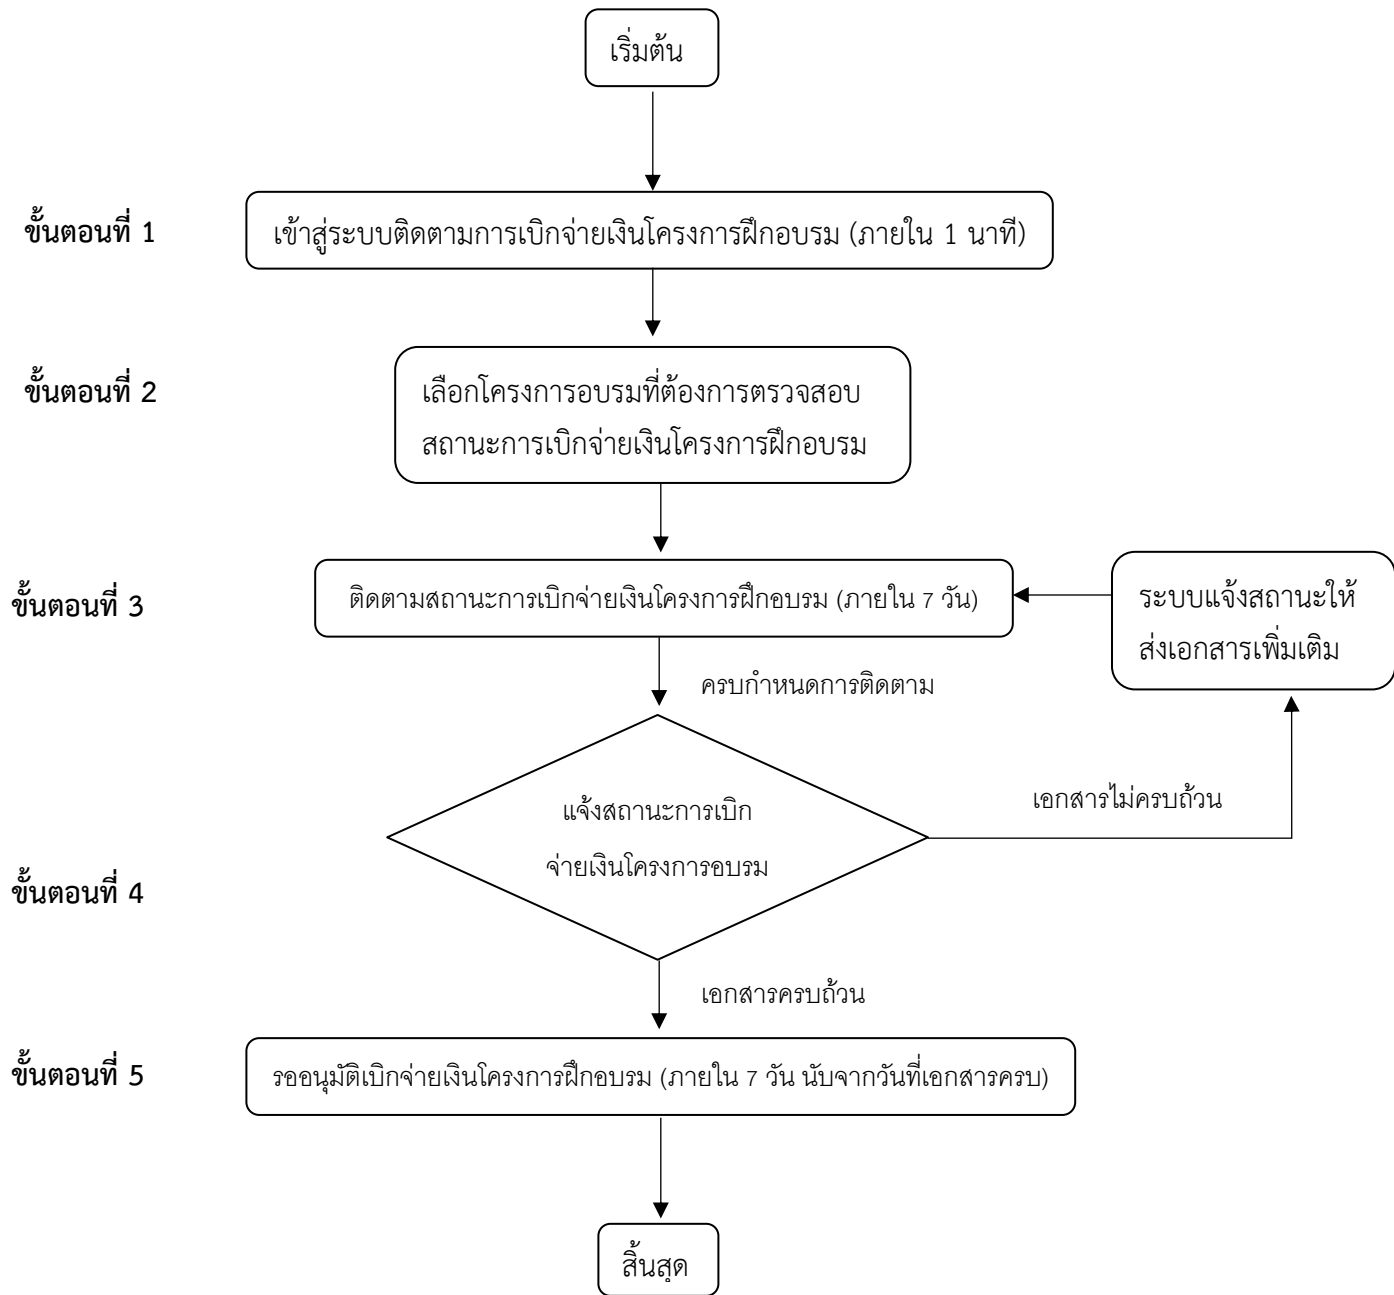 เริ่มต้น
ขั้นตอนที่ 1
เข้าสู่ระบบติดตามการเบิกจ่ายเงินโครงการฝึกอบรม (ภายใน 1 นาที)
ขั้นตอนที่ 2
เลือกโครงการอบรมที่ต้องการตรวจสอบ
สถานะการเบิกจ่ายเงินโครงการฝึกอบรม
ขั้นตอนที่ 3
ติดตามสถานะการเบิกจ่ายเงินโครงการฝึกอบรม (ภายใน 7 วัน)
ระบบแจ้งสถานะให้
ส่งเอกสารเพิ่มเติม
ครบกำหนดการติดตาม
แจ้งสถานะการเบิก
จ่ายเงินโครงการอบรม
เอกสารไม่ครบถ้วน
ขั้นตอนที่ 4
เอกสารครบถ้วน
ขั้นตอนที่ 5
รออนุมัติเบิกจ่ายเงินโครงการฝึกอบรม (ภายใน 7 วัน นับจากวันที่เอกสารครบ)
สิ้นสุด